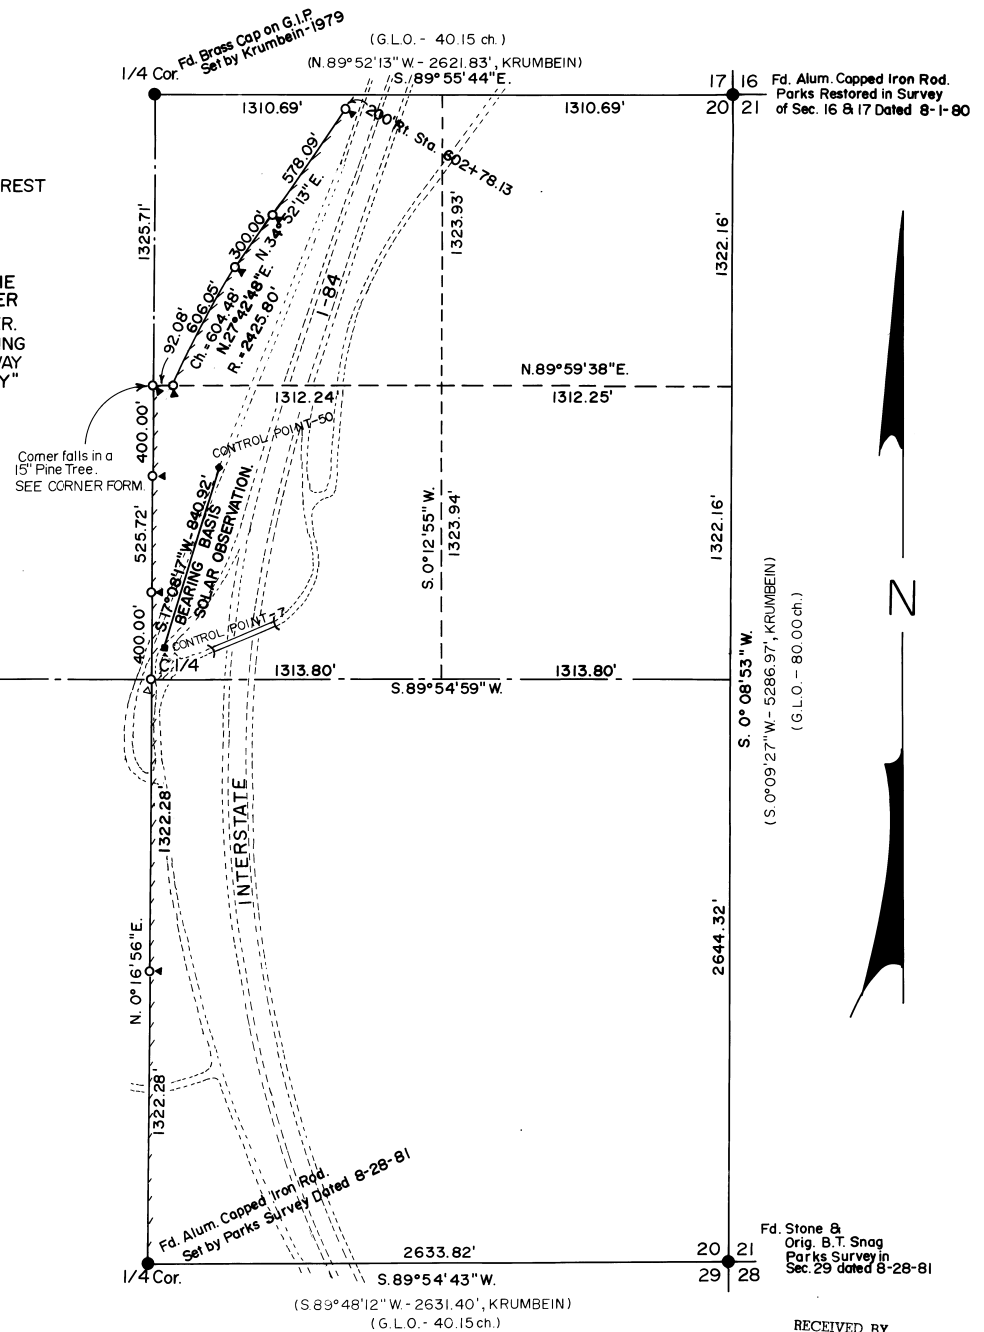 Fd. Brass Cap on G.I.P.
Set by Krumbein-1979
1/4 Cor.
(G.L.O. - 40.15 ch.)
(N.89°52'13"W.- 2621.83', KRUMBEIN)
S. 89°55'44"E.
1310.69'
1310.69'
17 16
20 21
Fd. Alum. Capped Iron Rod.
Parks Restored in Survey
of Sec. 16 & 17 Dated 8-1-80
200' Rt. Sta. 602+78.13
578.09'
N.34°52'13"E.
300.00'
REST
1325.71'
1323.93'
1322.16'
IE
ER
R.
NG
WAY
Y"
606.05'
92.08'
Ch.=604.48'
N.27°42'48"E.
R.=2425.80'
I-84
N.89°59'38"E.
1312.24'
1312.25'
400.00'
Corner falls in a
15" Pine Tree.
SEE CORNER FORM.
CONTROL POINT-50
525.72'
S.17°08'17"W.- 840.92'
BEARING BASIS
SOLAR OBSERVATION.
S.0°12'55"W.
1323.94'
1322.16'
400.00'
CONTROL POINT-7
C 1/4
1313.80'
1313.80'
S.89°54'59"W.
S. 0°08'53"W.
(S.0°09'27"W.- 5286.97', KRUMBEIN)
(G.L.O.- 80.00 ch.)
N
1322.28'
INTERSTATE
N. 0°16'56"E.
2644.32'
1322.28'
Fd. Alum. Capped Iron Rod.
Set by Parks Survey Dated 8-28-81
1/4 Cor.
2633.82'
S.89°54'43"W.
(S.89°48'12"W.- 2631.40', KRUMBEIN)
(G.L.O.- 40.15 ch.)
20 21
29 28
Fd. Stone &
Orig. B.T. Snag
Parks Survey in
Sec. 29 dated 8-28-81
RECEIVED BY